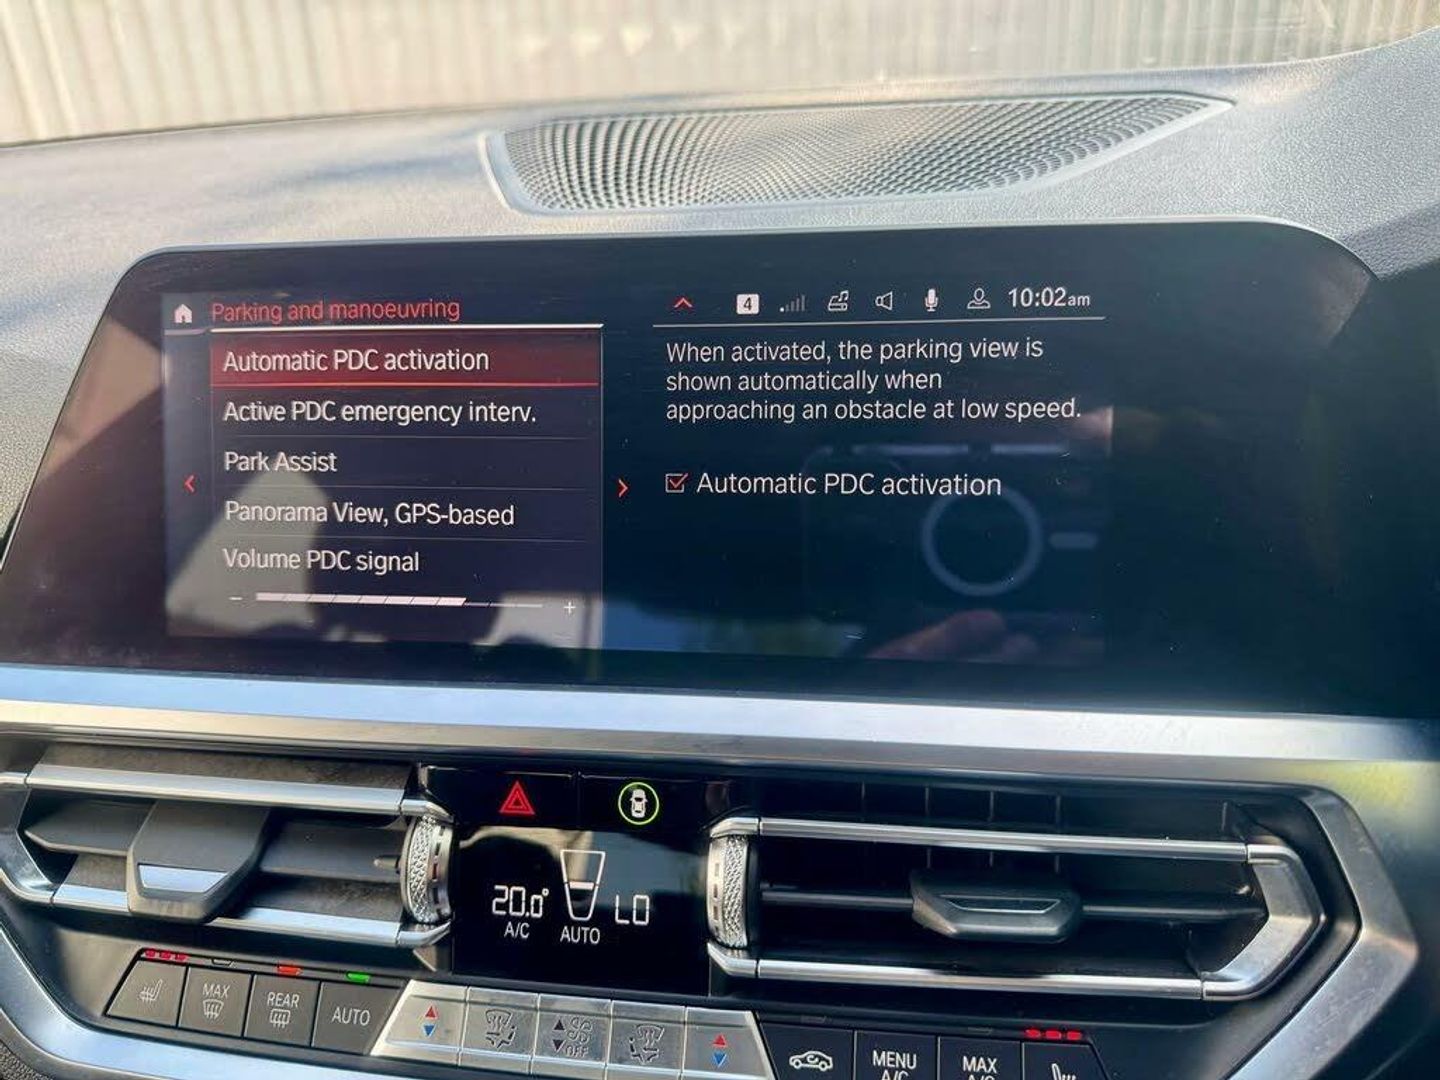 Parking and manoeuvring
4
10:02am
Automatic PDC activation
Active PDC emergency interv.
Park Assist
Panorama View, GPS-based
Volume PDC signal
- +
When activated, the parking view is
shown automatically when
approaching an obstacle at low speed.
Automatic PDC activation
20.0°
A/C
AUTO
LO
MAX
REAR
AUTO
OFF
MENU
A/C
MAX
A/C